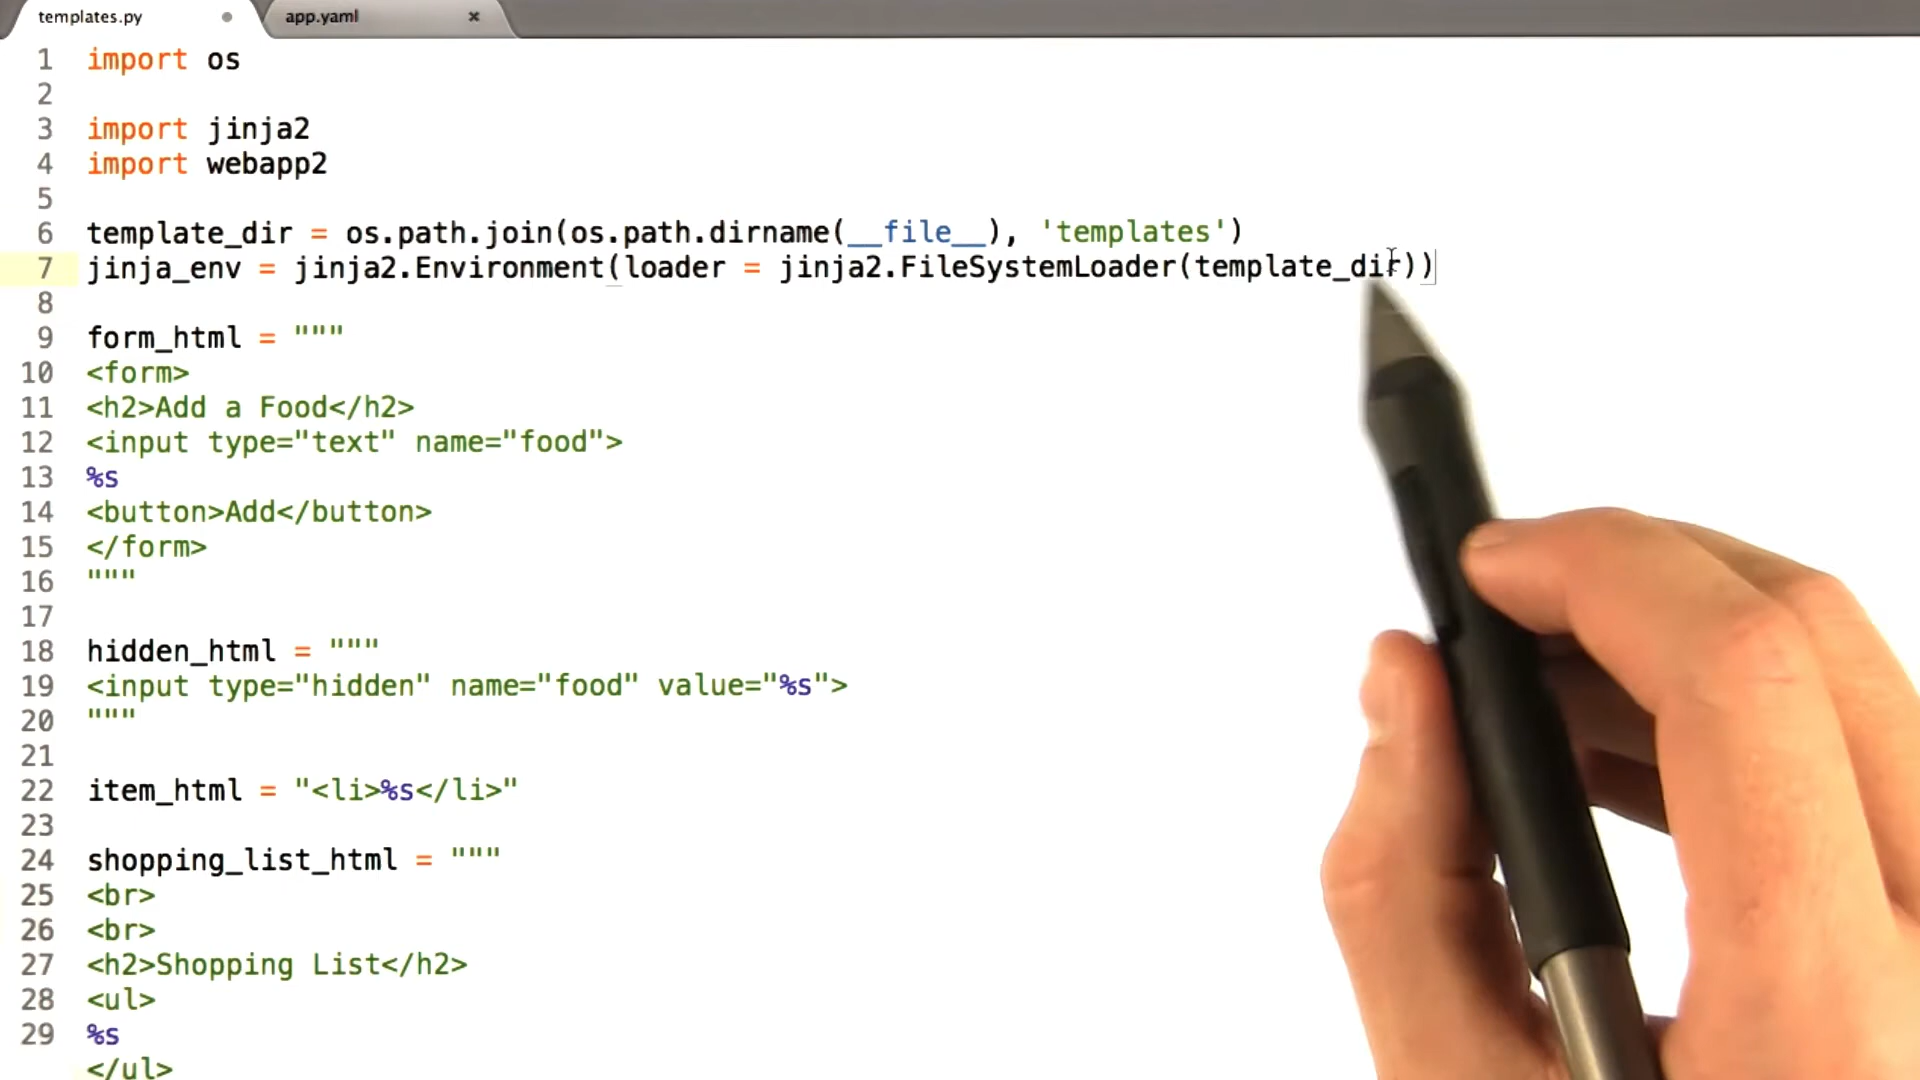 templates.py
app.yaml
1 import os
2
3 import jinja2
4 import webapp2
5
6 template_dir = os.path.join(os.path.dirname(__file__), 'templates')
7 jinja_env = jinja2.Environment(loader = jinja2.FileSystemLoader(template_dir))
8
9 form_html = """
10 <form>
11 <h2>Add a Food</h2>
12 <input type="text" name="food">
13 %s
14 <button>Add</button>
15 </form>
16 """
17
18 hidden_html = """
19 <input type="hidden" name="food" value="%s">
20 """
21
22 item_html = "<li>%s</li>"
23
24 shopping_list_html = """
25 <br>
26 <br>
27 <h2>Shopping List</h2>
28 <ul>
29 %s
</ul>